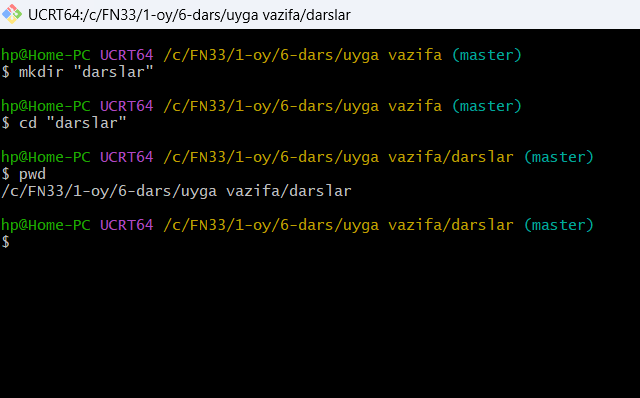 UCRT64:/c/FN33/1-oy/6-dars/uyga vazifa/darslar
hp@Home-PC UCRT64 /c/FN33/1-oy/6-dars/uyga vazifa (master)
$ mkdir "darslar"
hp@Home-PC UCRT64 /c/FN33/1-oy/6-dars/uyga vazifa (master)
$ cd "darslar"
hp@Home-PC UCRT64 /c/FN33/1-oy/6-dars/uyga vazifa/darslar (master)
$ pwd
/c/FN33/1-oy/6-dars/uyga vazifa/darslar
hp@Home-PC UCRT64 /c/FN33/1-oy/6-dars/uyga vazifa/darslar (master)
$